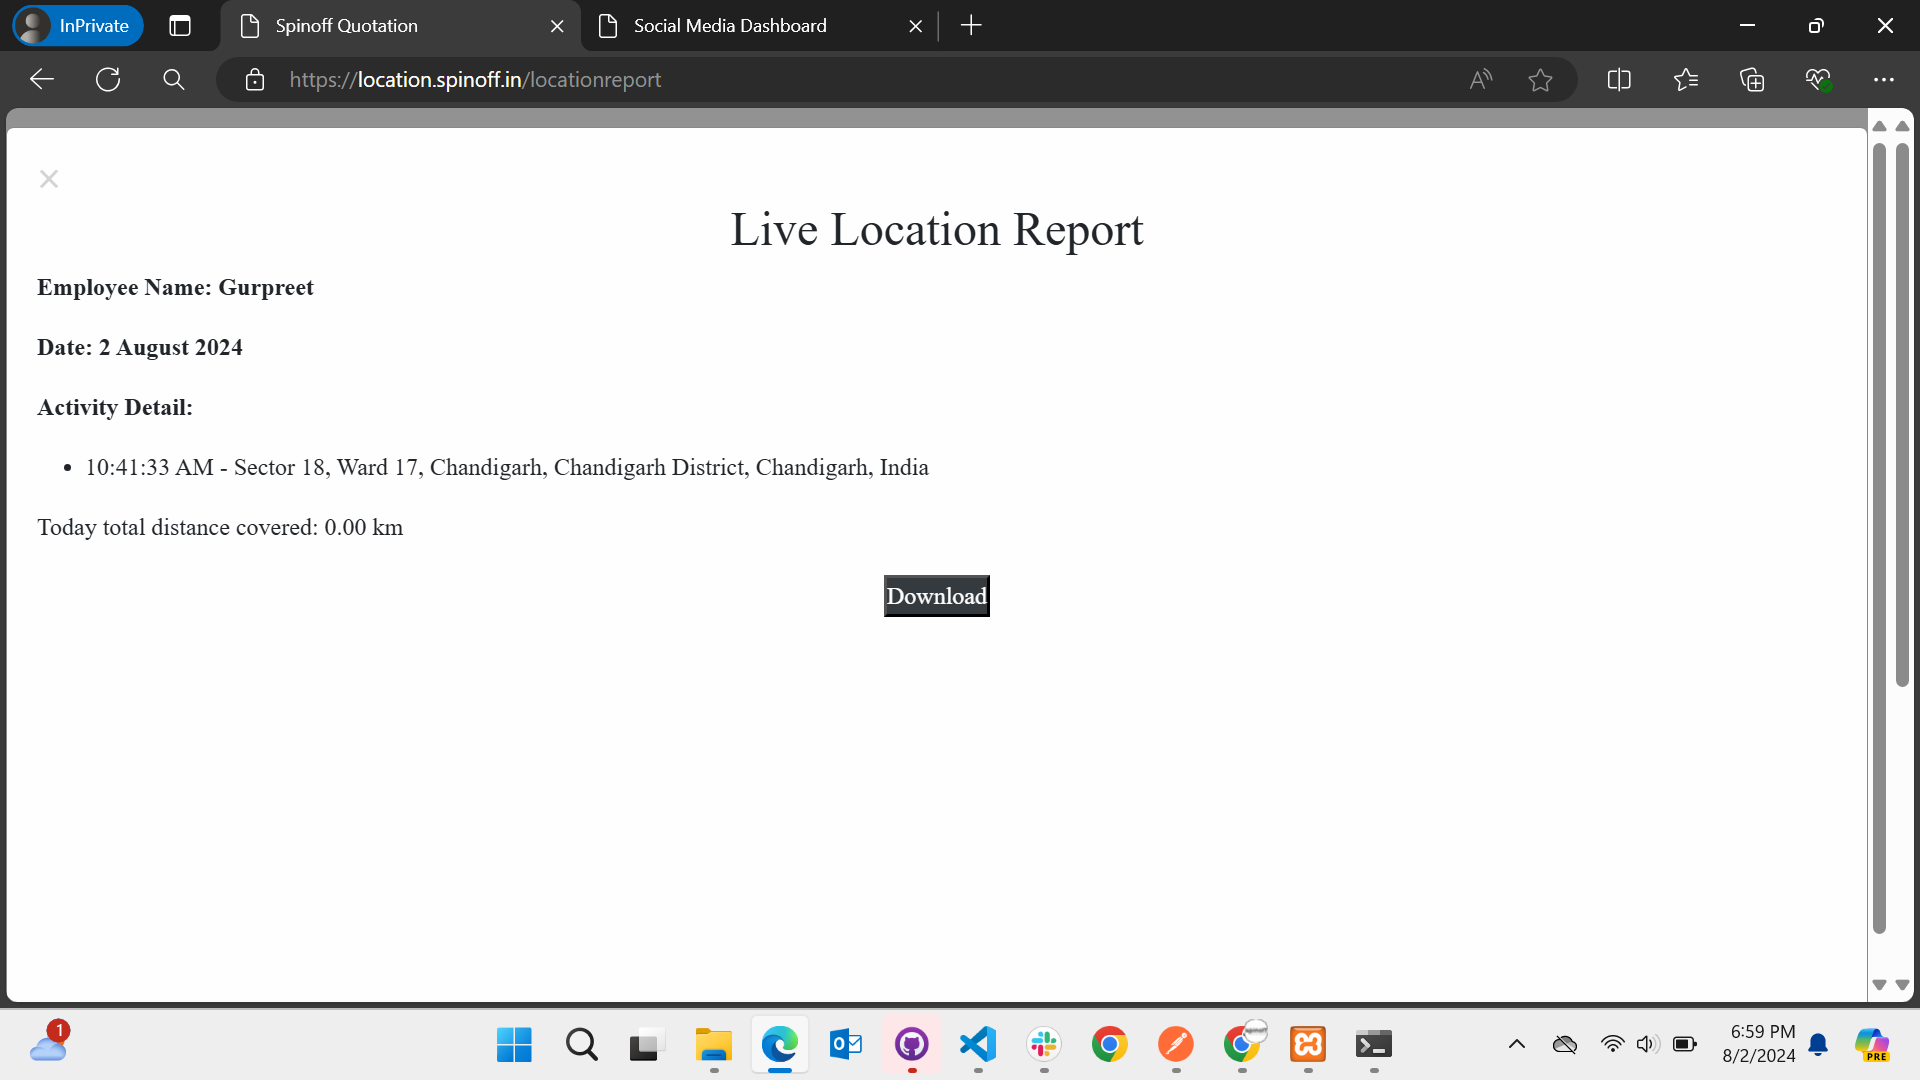 InPrivate
Spinoff Quotation
Social Media Dashboard
https://location.spinoff.in/locationreport
Live Location Report
Employee Name: Gurpreet
Date: 2 August 2024
Activity Detail:
10:41:33 AM - Sector 18, Ward 17, Chandigarh, Chandigarh District, Chandigarh, India
Today total distance covered: 0.00 km
Download
1
6:59 PM
8/2/2024
PRE